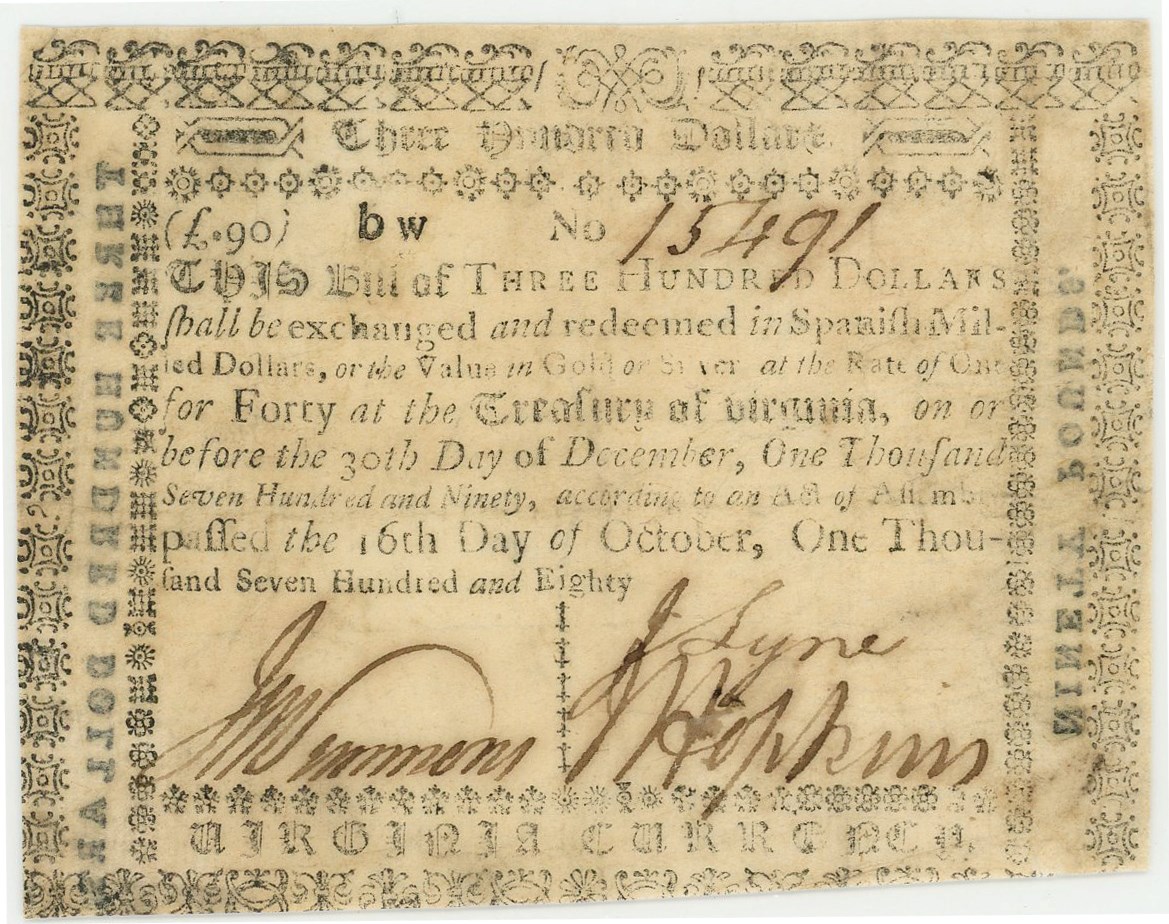 Three Hundred Dollars.
(£.90) bw No 15491
THIS Bill of THREE HUNDRED DOLLARS
ſhall be exchanged and redeemed in Spaniſh Mil-
led Dollars, or the Value in Gold or Silver at the Rate of One
for Forty at the Treaſury of Virginia, on or
before the 30th Day of December, One Thouſand
Seven Hundred and Ninety, according to an Act of Aſſembly
paſſed the 16th Day of October, One Thou-
ſand Seven Hundred and Eighty
J Lyne
J Hopkins
VIRGINIA CURRENCY.
THREE HUNDRED DOLLARS
NINETY POUNDS